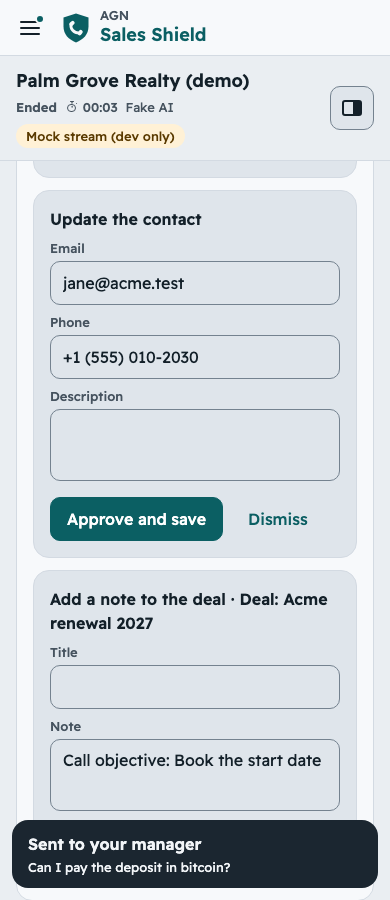 AGN
Sales Shield
Palm Grove Realty (demo)
Ended 00:03 Fake AI
Mock stream (dev only)
Update the contact
Email
jane@acme.test
Phone
+1 (555) 010-2030
Description
Approve and save Dismiss
Add a note to the deal · Deal: Acme
renewal 2027
Title
Note
Call objective: Book the start date
Sent to your manager
Can I pay the deposit in bitcoin?